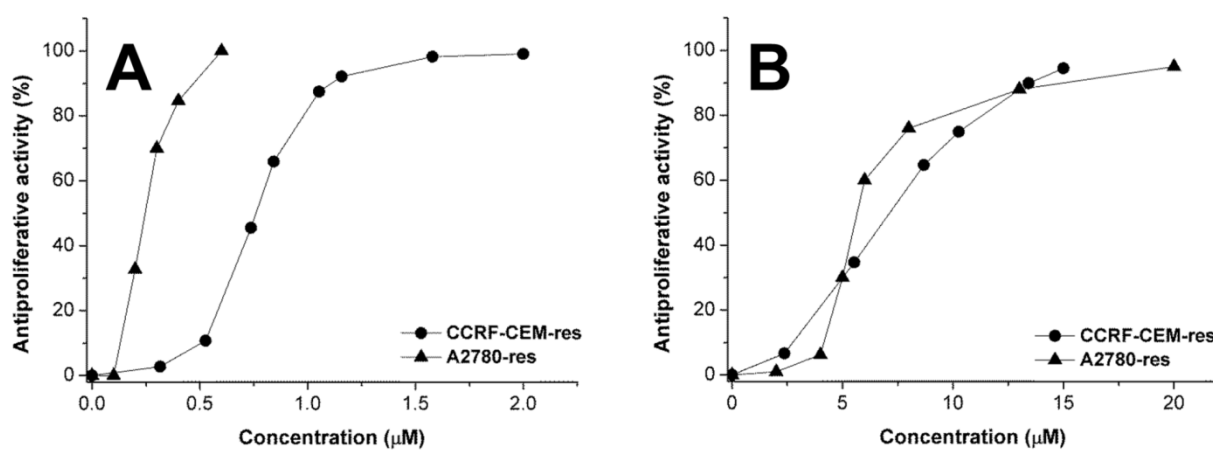 A
Antiproliferative activity (%)
100
80
60
40
20
0
CCRF-CEM-res
A2780-res
0.0 0.5 1.0 1.5 2.0
Concentration (μM)
B
Antiproliferative activity (%)
100
80
60
40
20
0
CCRF-CEM-res
A2780-res
0 5 10 15 20
Concentration (μM)